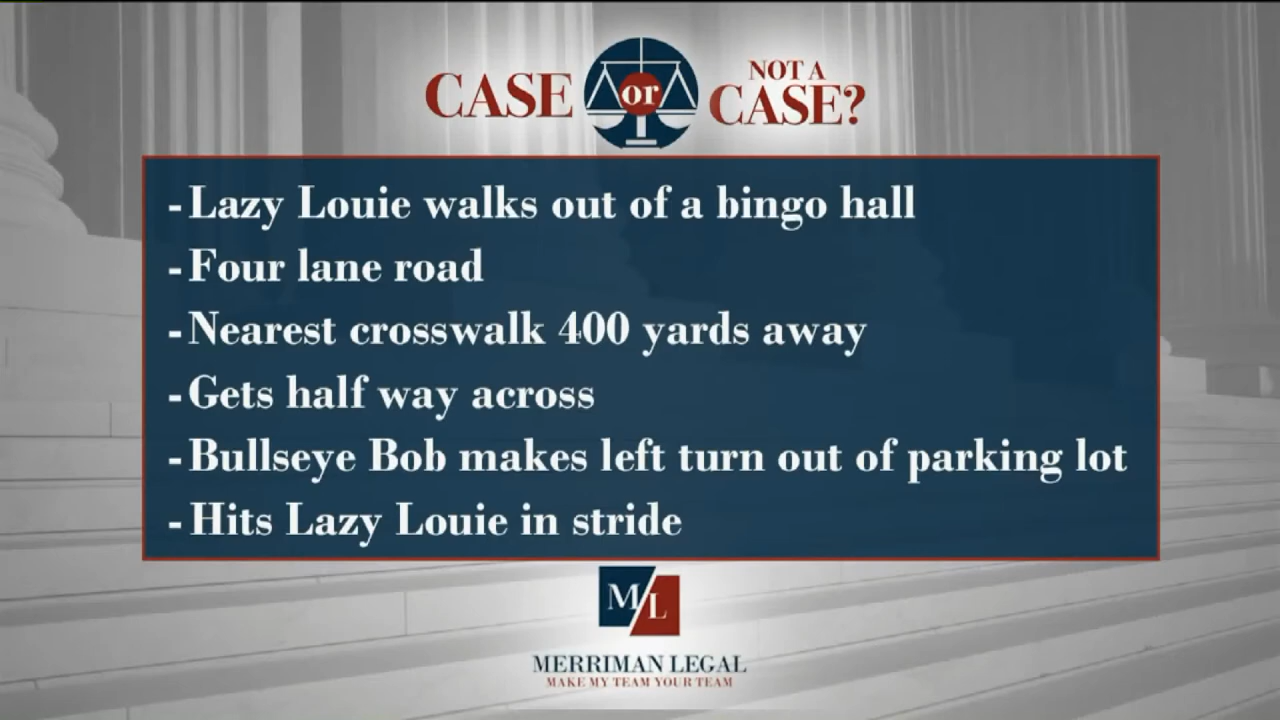 CASE or NOT A CASE?
-Lazy Louie walks out of a bingo hall
-Four lane road
-Nearest crosswalk 400 yards away
-Gets half way across
-Bullseye Bob makes left turn out of parking lot
-Hits Lazy Louie in stride
ML
MERRIMAN LEGAL
MAKE MY TEAM YOUR TEAM